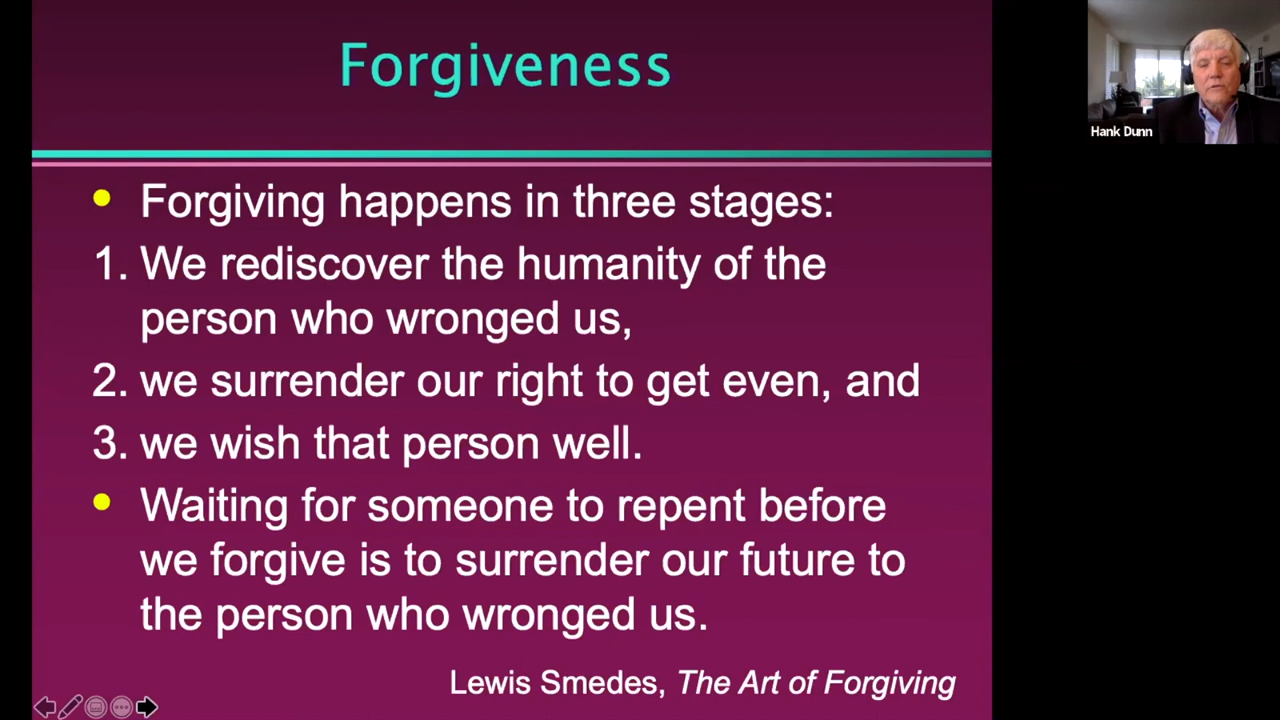 Forgiveness
• Forgiving happens in three stages:
1. We rediscover the humanity of the
person who wronged us,
2. we surrender our right to get even, and
3. we wish that person well.
• Waiting for someone to repent before
we forgive is to surrender our future to
the person who wronged us.
Lewis Smedes, The Art of Forgiving
Hank Dunn